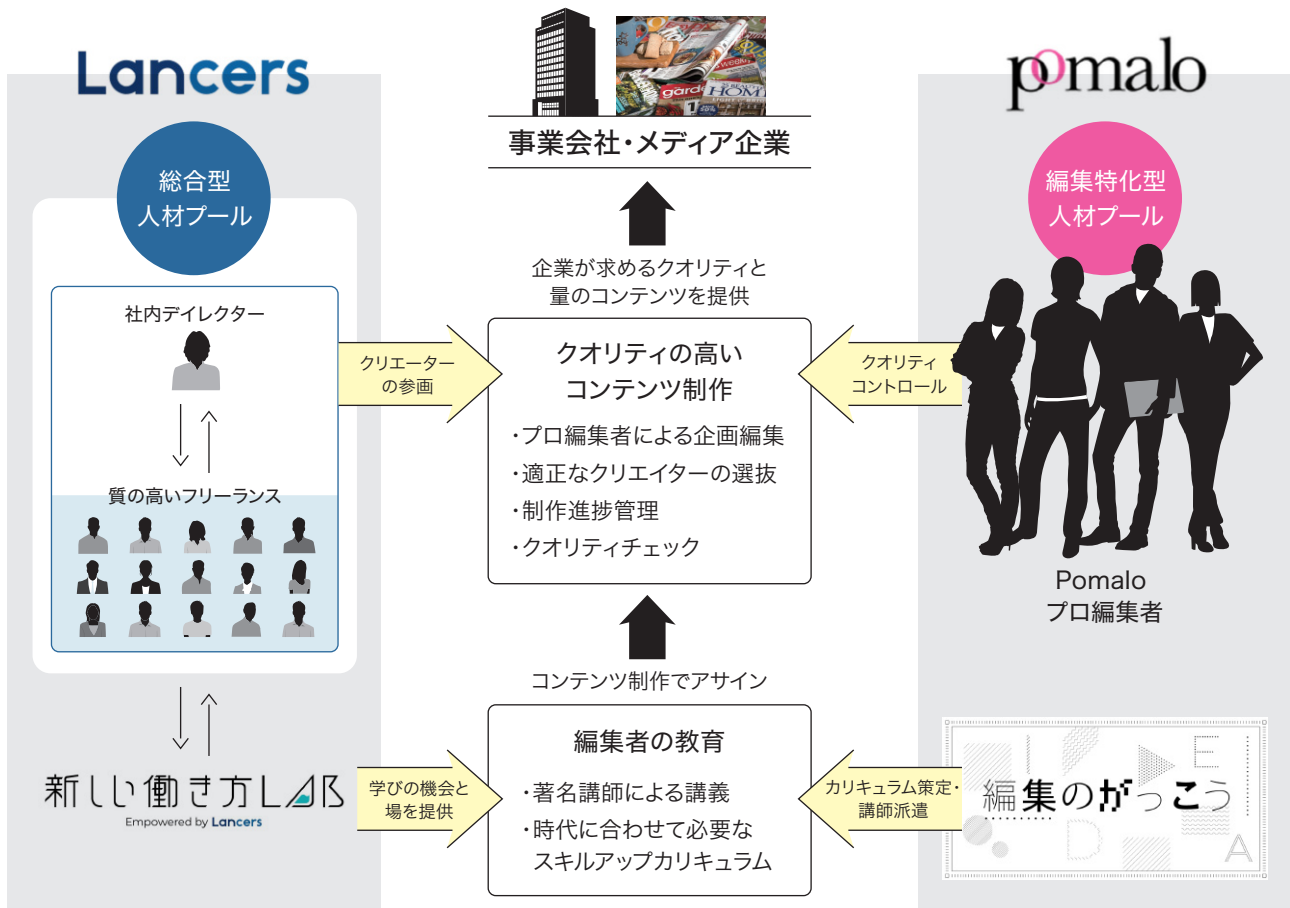 Lancers
総合型
人材プール
社内デイレクター
質の高いフリーランス
新しい働き方LAB
Empowered by Lancers
クリエーター
の参画
学びの機会と
場を提供
weekly
garde
HOM
事業会社・メディア企業
企業が求めるクオリティと
量のコンテンツを提供
クオリティの高い
コンテンツ制作
・プロ編集者による企画編集
・適正なクリエイターの選抜
・制作進捗管理
・クオリティチェック
コンテンツ制作でアサイン
編集者の教育
・著名講師による講義
・時代に合わせて必要な
スキルアップカリキュラム
pomalo
編集特化型
人材プール
クオリティ
コントロール
Pomalo
プロ編集者
カリキュラム策定・
講師派遣
編集のがっこう
E
D
I
A